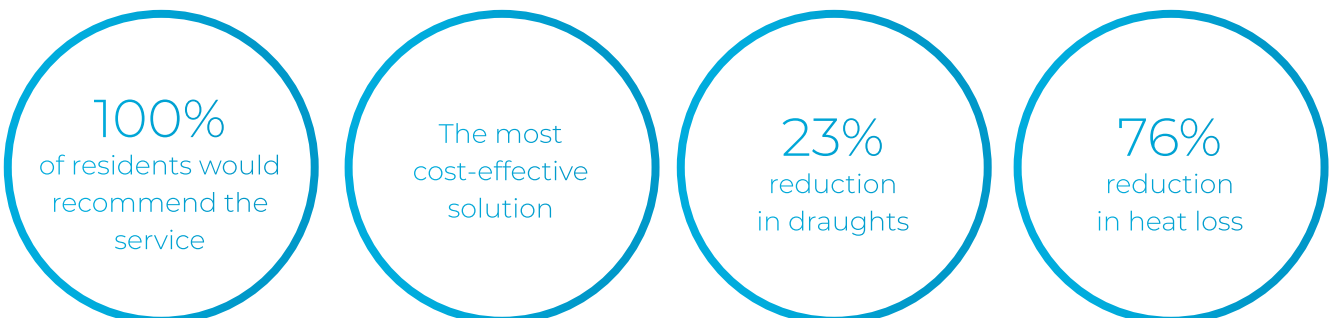 100%
of residents would
recommend the
service
The most
cost-effective
solution
23%
reduction
in draughts
76%
reduction
in heat loss